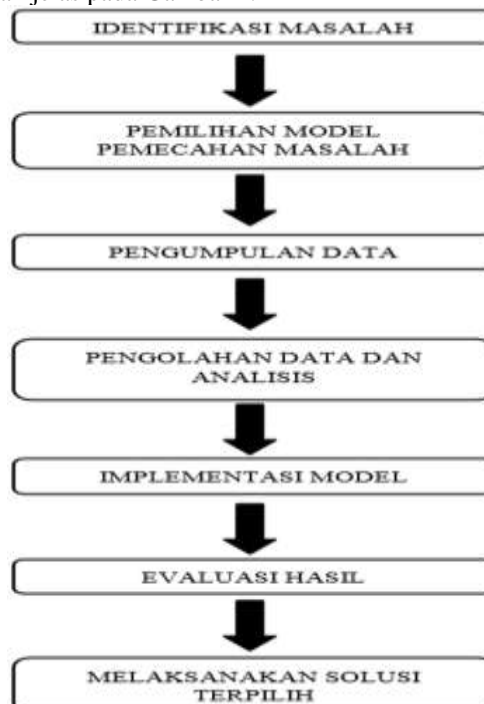 pada
IDENTIFIKASI MASALAH
PEMILIHAN MODEL
PEMECAHAN MASALAH
PENGUMPULAN DATA
PENGOLAHAN DATA DAN
ANALISIS
IMPLEMENTASI MODEL
EVALUASI HASIL
MELAKSANAKAN SOLUSI
TERPILIH